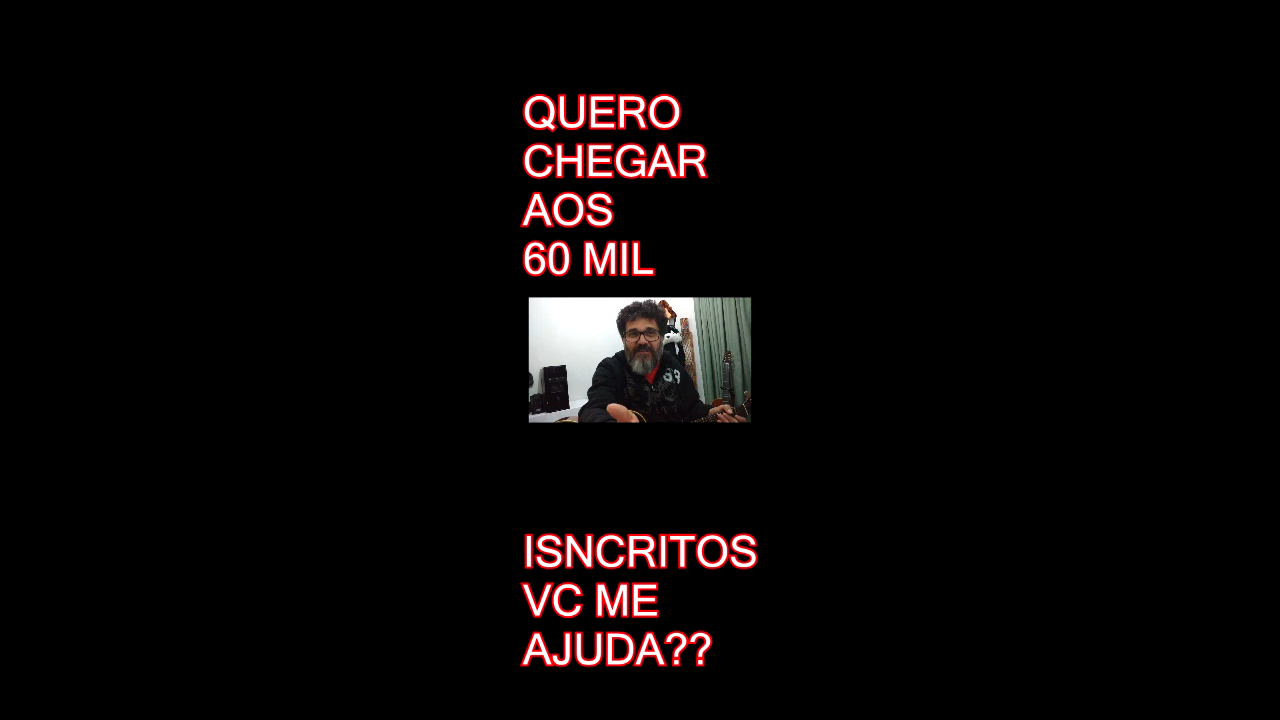 QUERO
CHEGAR
AOS
60 MIL
ISNCRITOS
VC ME
AJUDA??